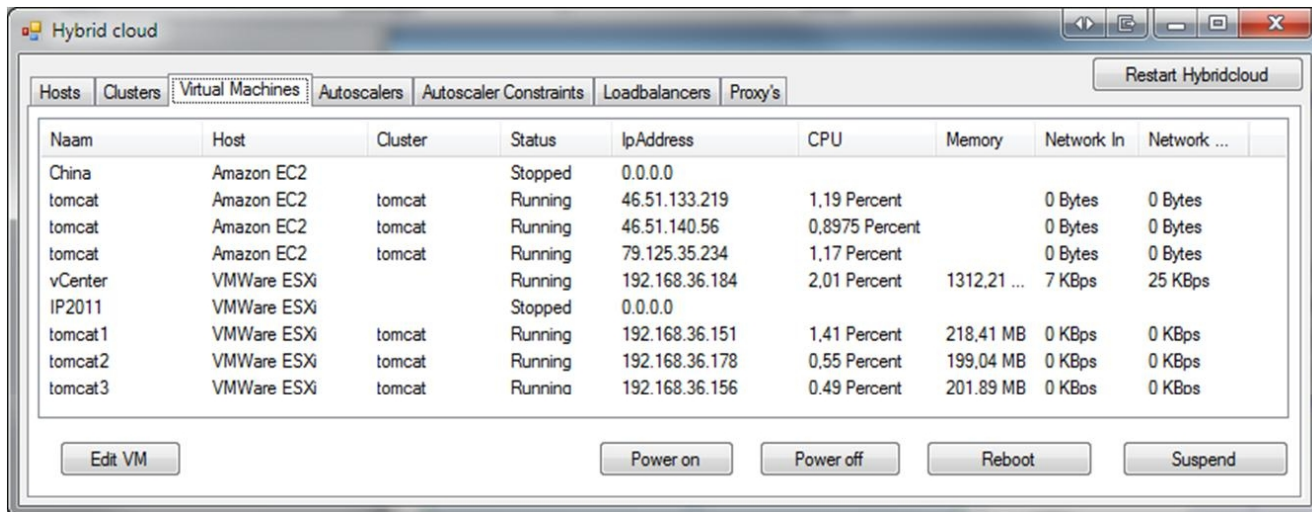 Hybrid cloud
Restart Hybridcloud
Hosts Clusters Virtual Machines Autoscalers Autoscaler Constraints Loadbalancers Proxy's
Naam Host Cluster Status IpAddress CPU Memory Network In Network ...
China Amazon EC2 Stopped 0.0.0.0
tomcat Amazon EC2 tomcat Running 46.51.133.219 1,19 Percent 0 Bytes 0 Bytes
tomcat Amazon EC2 tomcat Running 46.51.140.56 0,8975 Percent 0 Bytes 0 Bytes
tomcat Amazon EC2 tomcat Running 79.125.35.234 1,17 Percent 0 Bytes 0 Bytes
vCenter VMWare ESXi Running 192.168.36.184 2,01 Percent 1312,21 ... 7 KBps 25 KBps
IP2011 VMWare ESXi Stopped 0.0.0.0
tomcat1 VMWare ESXi tomcat Running 192.168.36.151 1,41 Percent 218,41 MB 0 KBps 0 KBps
tomcat2 VMWare ESXi tomcat Running 192.168.36.178 0,55 Percent 199,04 MB 0 KBps 0 KBps
tomcat3 VMWare ESXi tomcat Running 192.168.36.156 0,49 Percent 201,89 MB 0 KBps 0 KBps
Edit VM Power on Power off Reboot Suspend